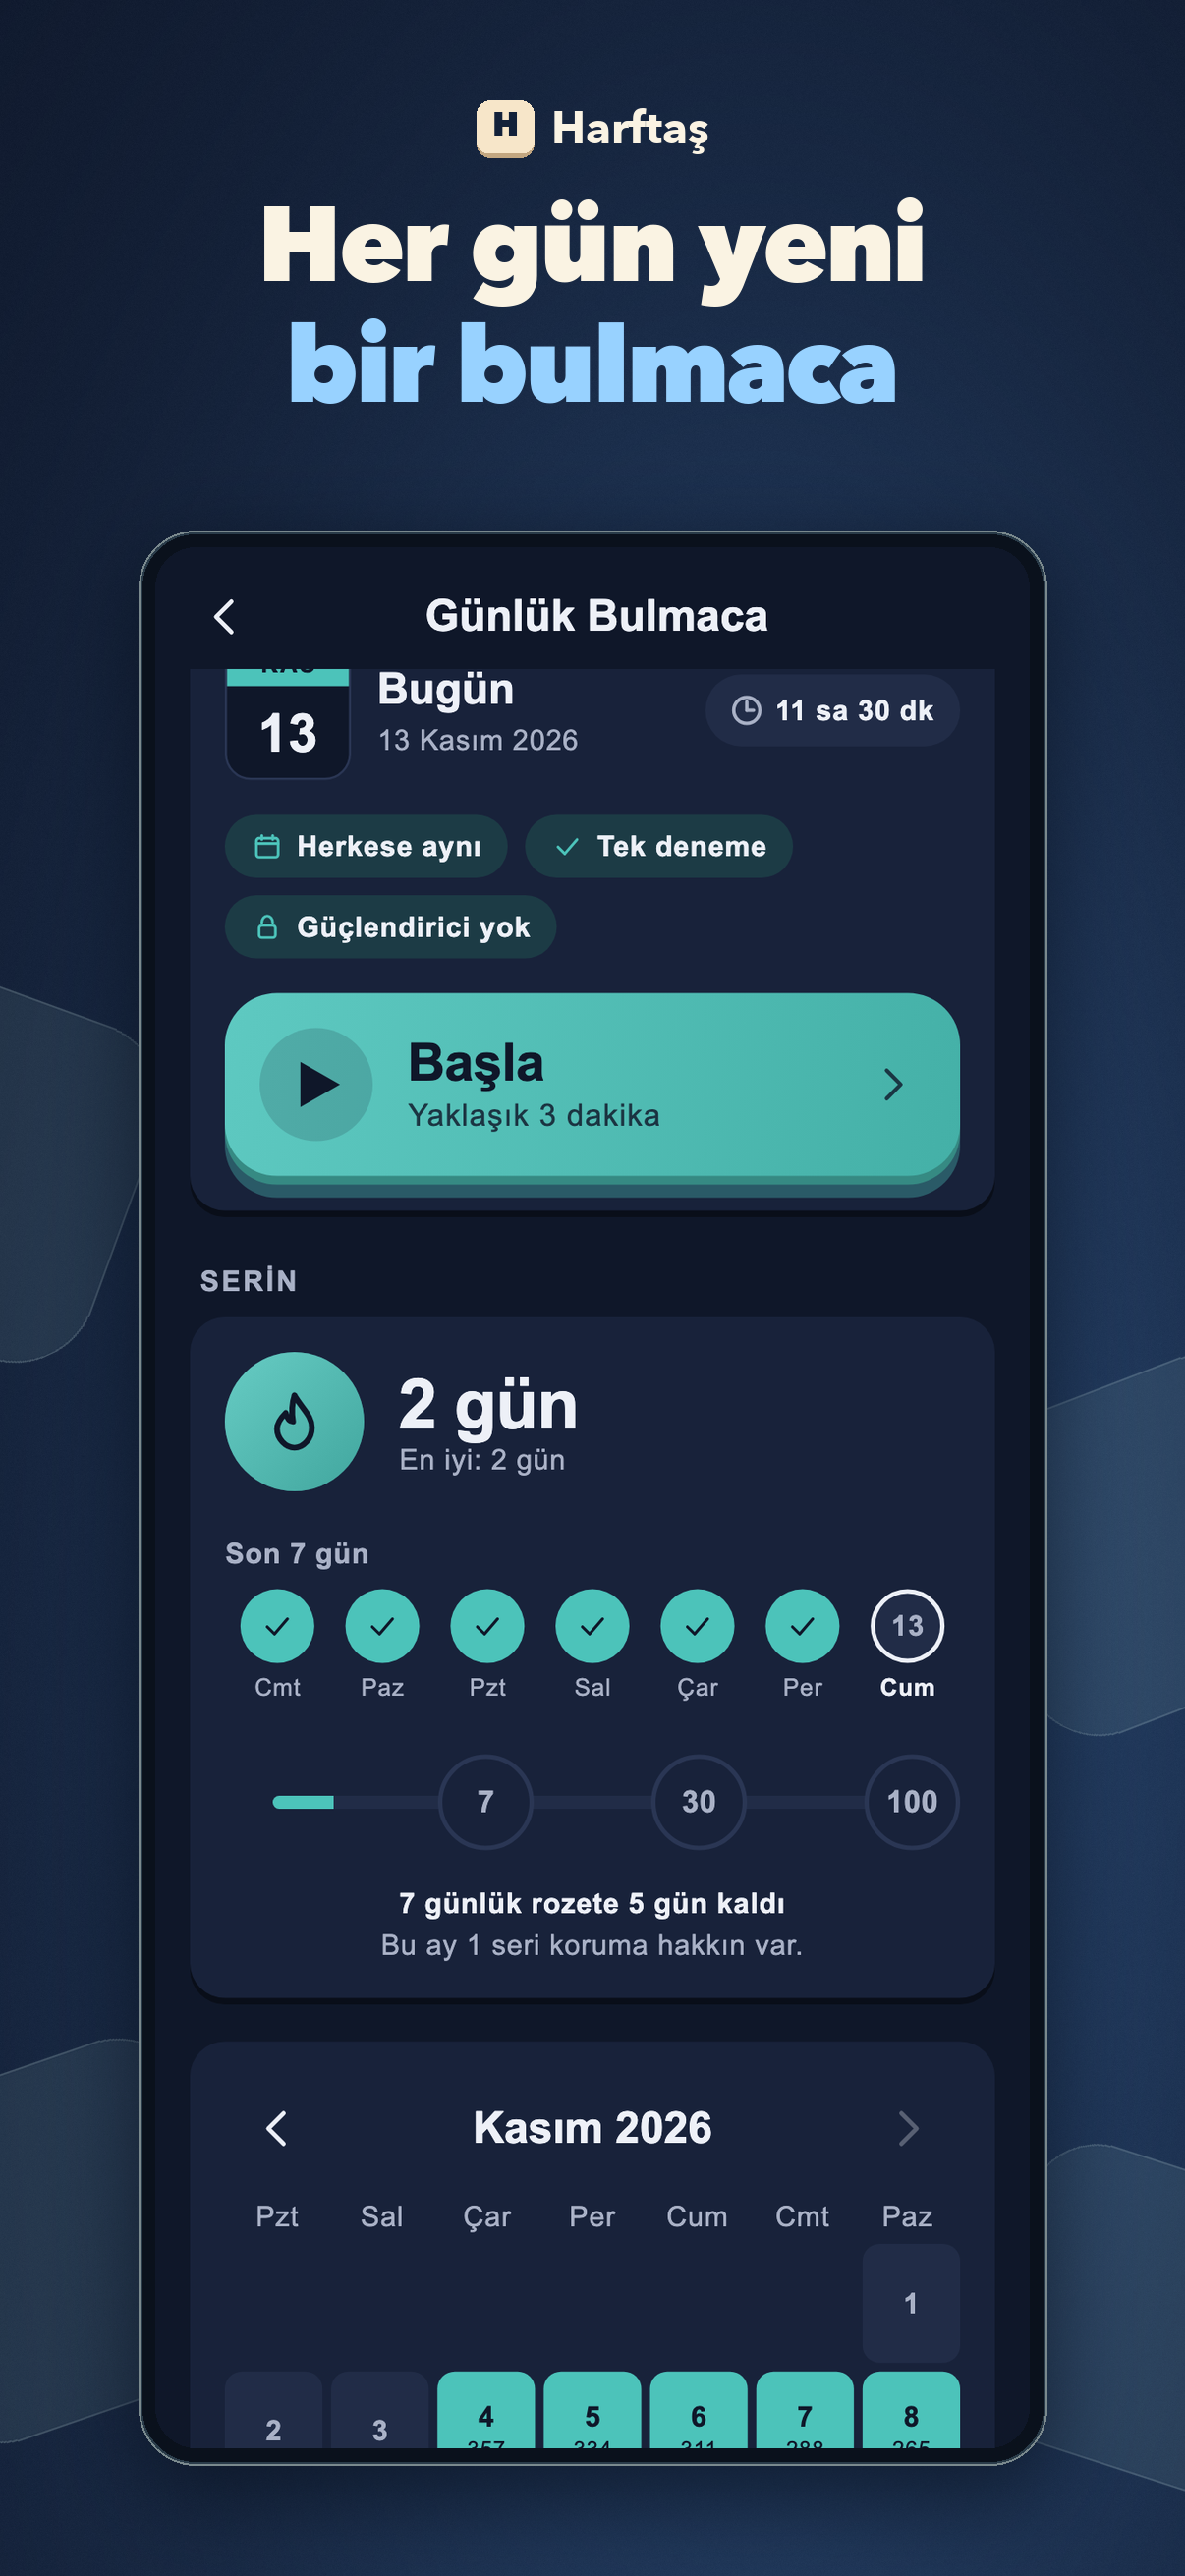 H Harftaş
Her gün yeni
bir bulmaca
Günlük Bulmaca
13
Bugün
13 Kasım 2026
11 sa 30 dk
Herkese aynı
Tek deneme
Güçlendirici yok
Başla
Yaklaşık 3 dakika
SERİN
2 gün
En iyi: 2 gün
Son 7 gün
13
Cmt Paz Pzt Sal Çar Per Cum
7 30 100
7 günlük rozete 5 gün kaldı
Bu ay 1 seri koruma hakkın var.
Kasım 2026
Pzt Sal Çar Per Cum Cmt Paz
1
2 3 4 5 6 7 8